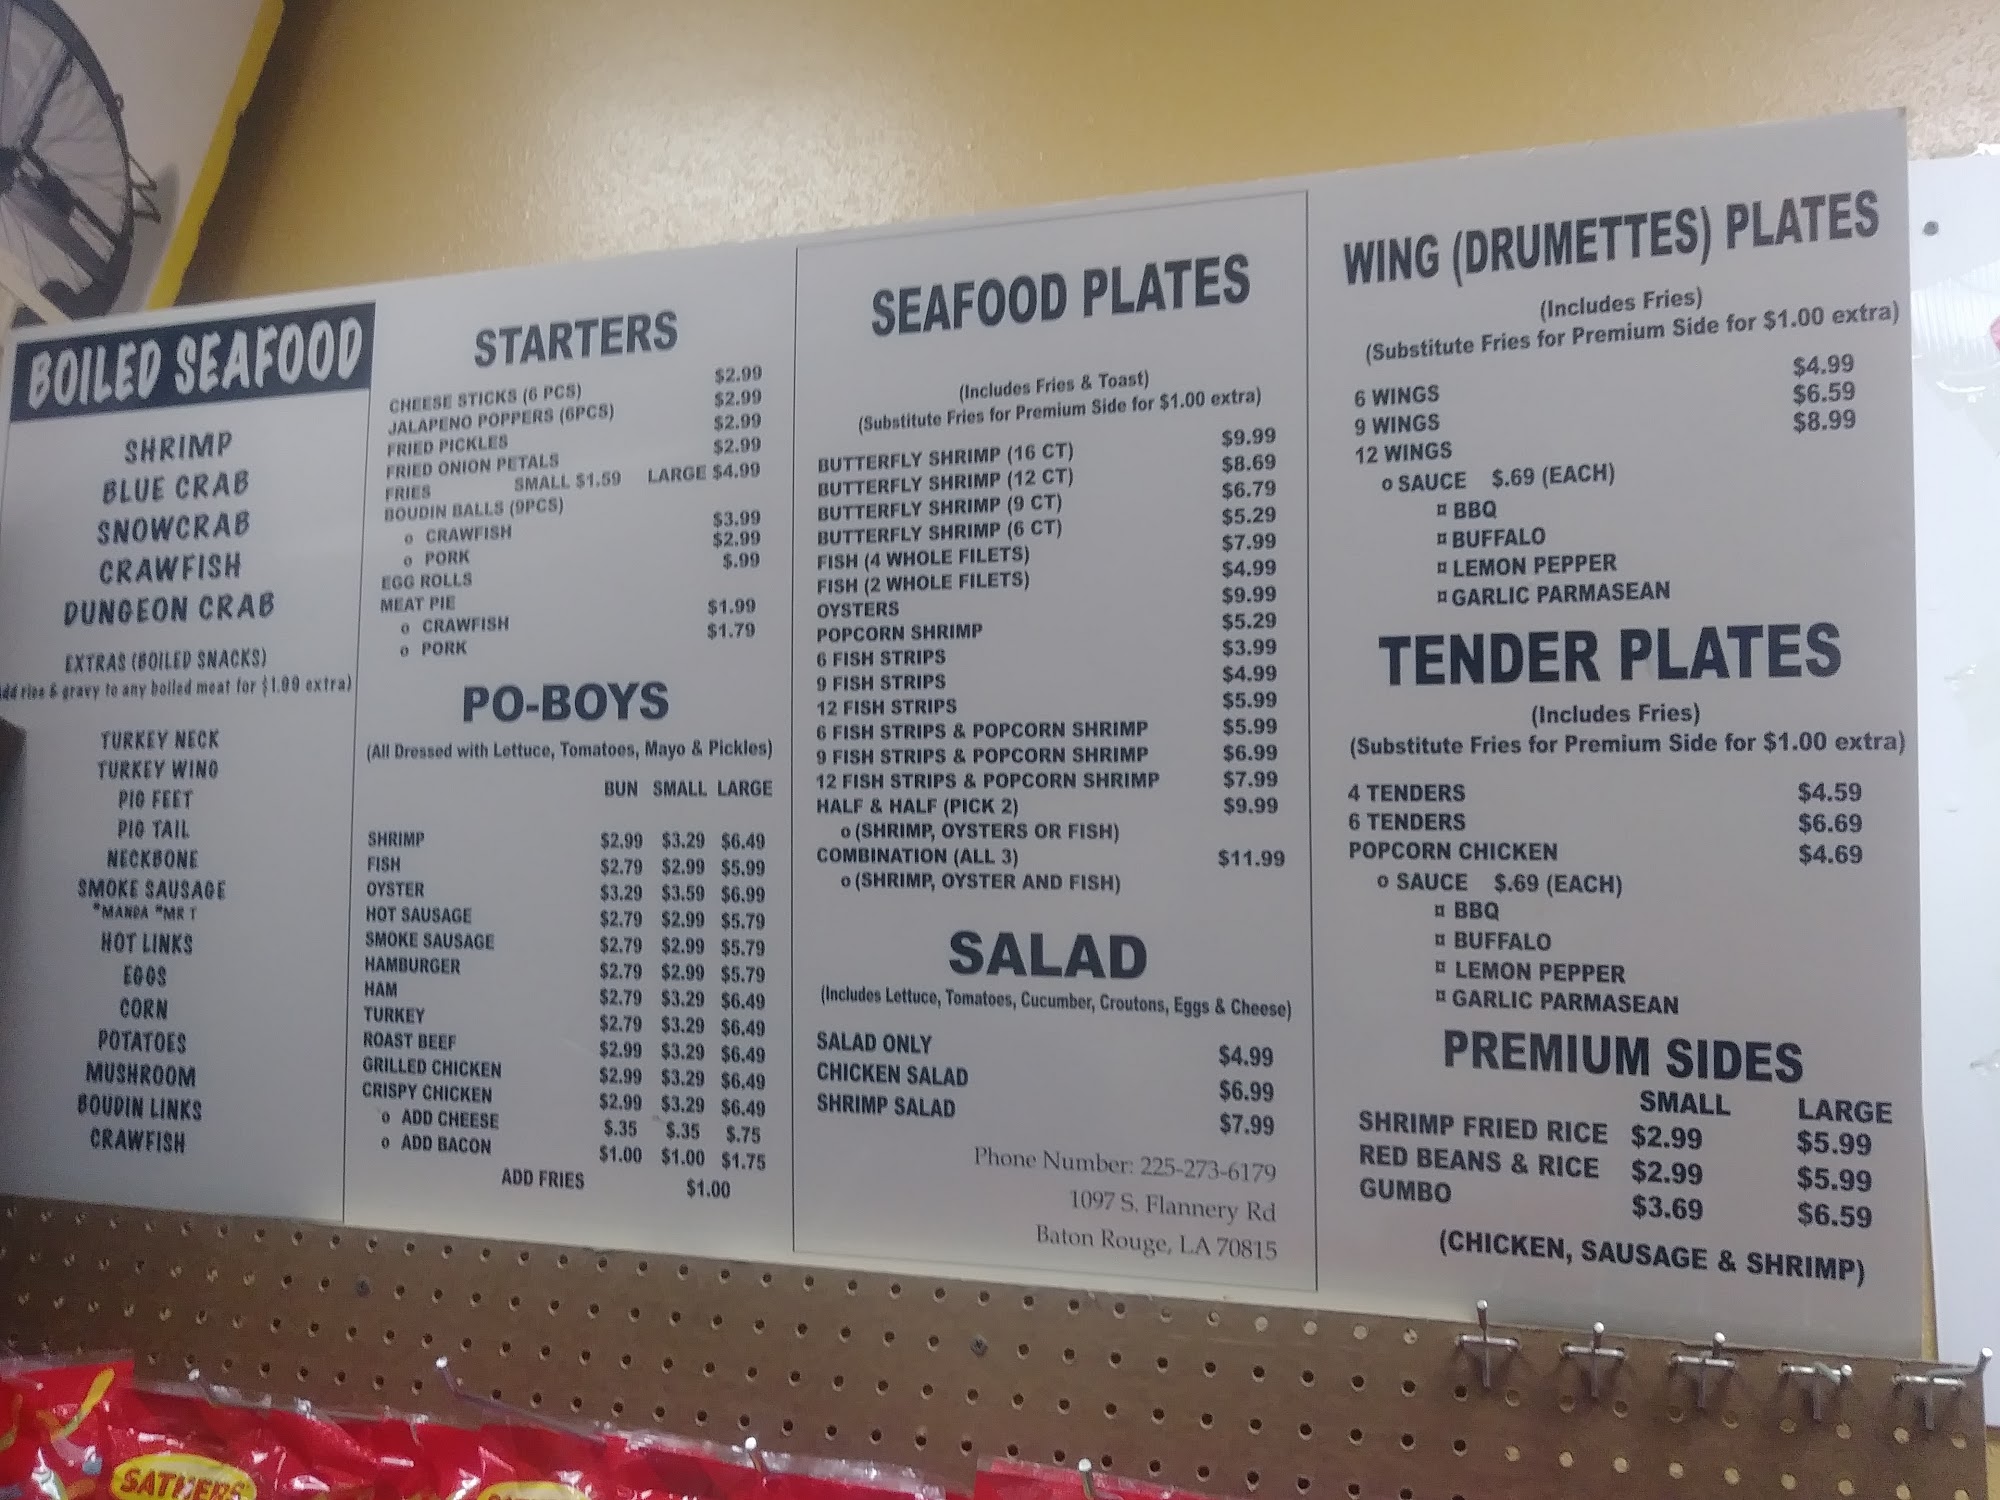 BOILED SEAFOOD
SHRIMP
BLUE CRAB
SNOWCRAB
CRAWFISH
DUNGEON CRAB
EXTRAS (BOILED SNACKS)
dd rice & gravy to any boiled meat for $1.00 extra)
TURKEY NECK
TURKEY WING
PIG FEET
PIG TAIL
NECKBONE
SMOKE SAUSAGE
*MANDA *MR T
HOT LINKS
EGGS
CORN
POTATOES
MUSHROOM
BOUDIN LINKS
CRAWFISH
STARTERS
CHEESE STICKS (6 PCS) $2.99
JALAPENO POPPERS (6PCS) $2.99
FRIED PICKLES $2.99
FRIED ONION PETALS $2.99
FRIES SMALL $1.59 LARGE $4.99
BOUDIN BALLS (9PCS)
o CRAWFISH $3.99
o PORK $2.99
EGG ROLLS $.99
MEAT PIE
o CRAWFISH $1.99
o PORK $1.79
PO-BOYS
(All Dressed with Lettuce, Tomatoes, Mayo & Pickles)
BUN SMALL LARGE
SHRIMP $2.99 $3.29 $6.49
FISH $2.79 $2.99 $5.99
OYSTER $3.29 $3.59 $6.99
HOT SAUSAGE $2.79 $2.99 $5.79
SMOKE SAUSAGE $2.79 $2.99 $5.79
HAMBURGER $2.79 $2.99 $5.79
HAM $2.79 $3.29 $6.49
TURKEY $2.79 $3.29 $6.49
ROAST BEEF $2.99 $3.29 $6.49
GRILLED CHICKEN $2.99 $3.29 $6.49
CRISPY CHICKEN $2.99 $3.29 $6.49
o ADD CHEESE $.35 $.35 $.75
o ADD BACON $1.00 $1.00 $1.75
ADD FRIES $1.00
SEAFOOD PLATES
(Includes Fries & Toast)
(Substitute Fries for Premium Side for $1.00 extra)
BUTTERFLY SHRIMP (16 CT) $9.99
BUTTERFLY SHRIMP (12 CT) $8.69
BUTTERFLY SHRIMP (9 CT) $6.79
BUTTERFLY SHRIMP (6 CT) $5.29
FISH (4 WHOLE FILETS) $7.99
FISH (2 WHOLE FILETS) $4.99
OYSTERS $9.99
POPCORN SHRIMP $5.29
6 FISH STRIPS $3.99
9 FISH STRIPS $4.99
12 FISH STRIPS $5.99
6 FISH STRIPS & POPCORN SHRIMP $5.99
9 FISH STRIPS & POPCORN SHRIMP $6.99
12 FISH STRIPS & POPCORN SHRIMP $7.99
HALF & HALF (PICK 2) $9.99
o (SHRIMP, OYSTERS OR FISH)
COMBINATION (ALL 3) $11.99
o (SHRIMP, OYSTER AND FISH)
SALAD
(Includes Lettuce, Tomatoes, Cucumber, Croutons, Eggs & Cheese)
SALAD ONLY $4.99
CHICKEN SALAD $6.99
SHRIMP SALAD $7.99
Phone Number: 225-273-6179
1097 S. Flannery Rd
Baton Rouge, LA 70815
WING (DRUMETTES) PLATES
(Includes Fries)
(Substitute Fries for Premium Side for $1.00 extra)
6 WINGS $4.99
9 WINGS $6.59
12 WINGS $8.99
o SAUCE $.69 (EACH)
¤ BBQ
¤ BUFFALO
¤ LEMON PEPPER
¤ GARLIC PARMASEAN
TENDER PLATES
(Includes Fries)
(Substitute Fries for Premium Side for $1.00 extra)
4 TENDERS $4.59
6 TENDERS $6.69
POPCORN CHICKEN $4.69
o SAUCE $.69 (EACH)
¤ BBQ
¤ BUFFALO
¤ LEMON PEPPER
¤ GARLIC PARMASEAN
PREMIUM SIDES
SMALL LARGE
SHRIMP FRIED RICE $2.99 $5.99
RED BEANS & RICE $2.99 $5.99
GUMBO $3.69 $6.59
(CHICKEN, SAUSAGE & SHRIMP)
SATHERS